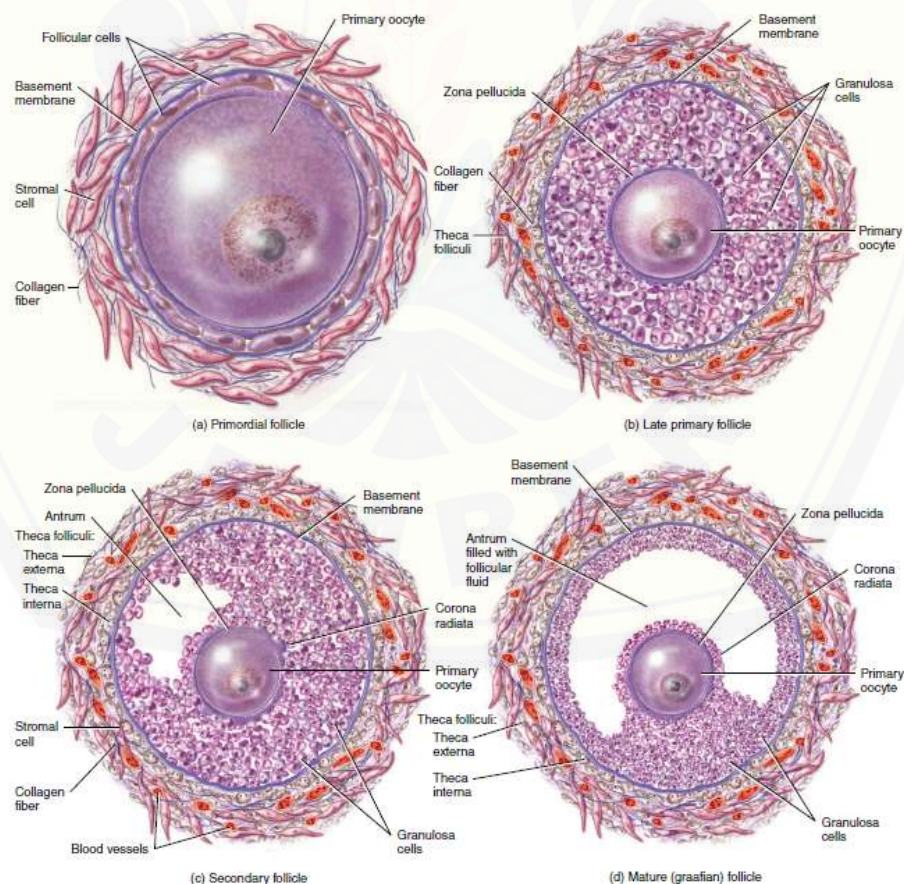 Primary oocyte
Follicular cells
Basement
membrane
Stromal
cell
Collagen
fiber
(a) Primordial follicle
Basement
membrane
Zona pellucida
Granulosa
cells
Collagen
fiber
Theca
folliculi
Primary
oocyte
(b) Late primary follicle
Zona pellucida
Antrum
Theca folliculi:
Theca
externa
Theca
interna
Basement
membrane
Corona
radiata
Primary
oocyte
Stromal
cell
Collagen
fiber
Blood vessels
Granulosa
cells
(c) Secondary follicle
Basement
membrane
Antrum
filled with
follicular
fluid
Zona pellucida
Corona
radiata
Primary
oocyte
Theca folliculi:
Theca
externa
Theca
interna
Granulosa
cells
(d) Mature (graafian) follicle